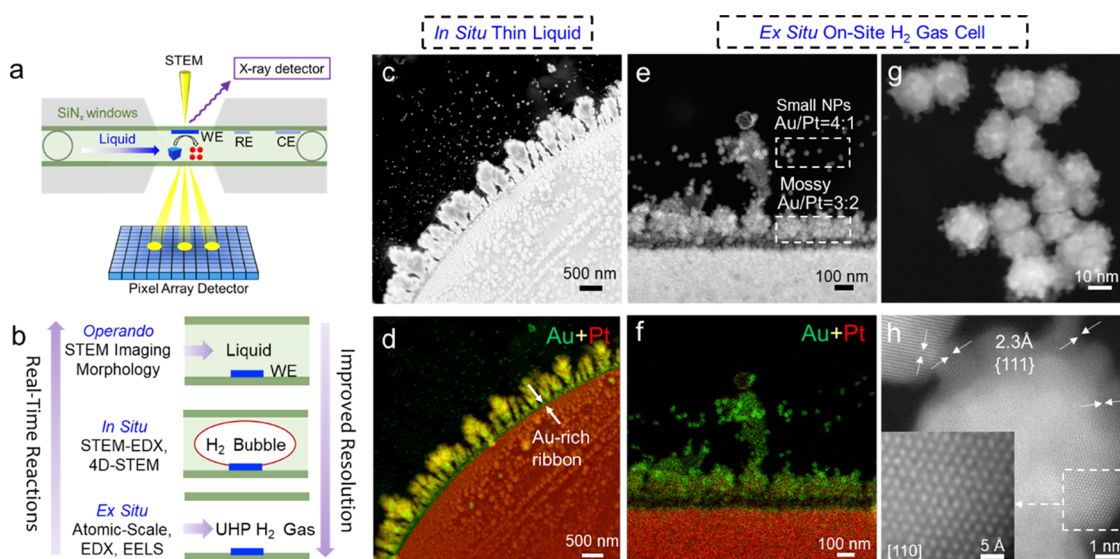 In Situ Thin Liquid
Ex Situ On-Site H₂ Gas Cell
a
STEM
X-ray detector
SiNₓ windows
Liquid
WE
RE
CE
Pixel Array Detector
b
Real-Time Reactions
Operando
STEM Imaging
Morphology
Liquid
WE
In Situ
STEM-EDX,
4D-STEM
H₂ Bubble
Ex Situ
Atomic-Scale,
EDX, EELS
UHP H₂ Gas
Improved Resolution
c
500 nm
d
Au+Pt
Au-rich
ribbon
500 nm
e
Small NPs
Au/Pt=4:1
Mossy
Au/Pt=3:2
100 nm
f
Au+Pt
100 nm
g
10 nm
h
2.3Å
{111}
[110]
5 Å
1 nm